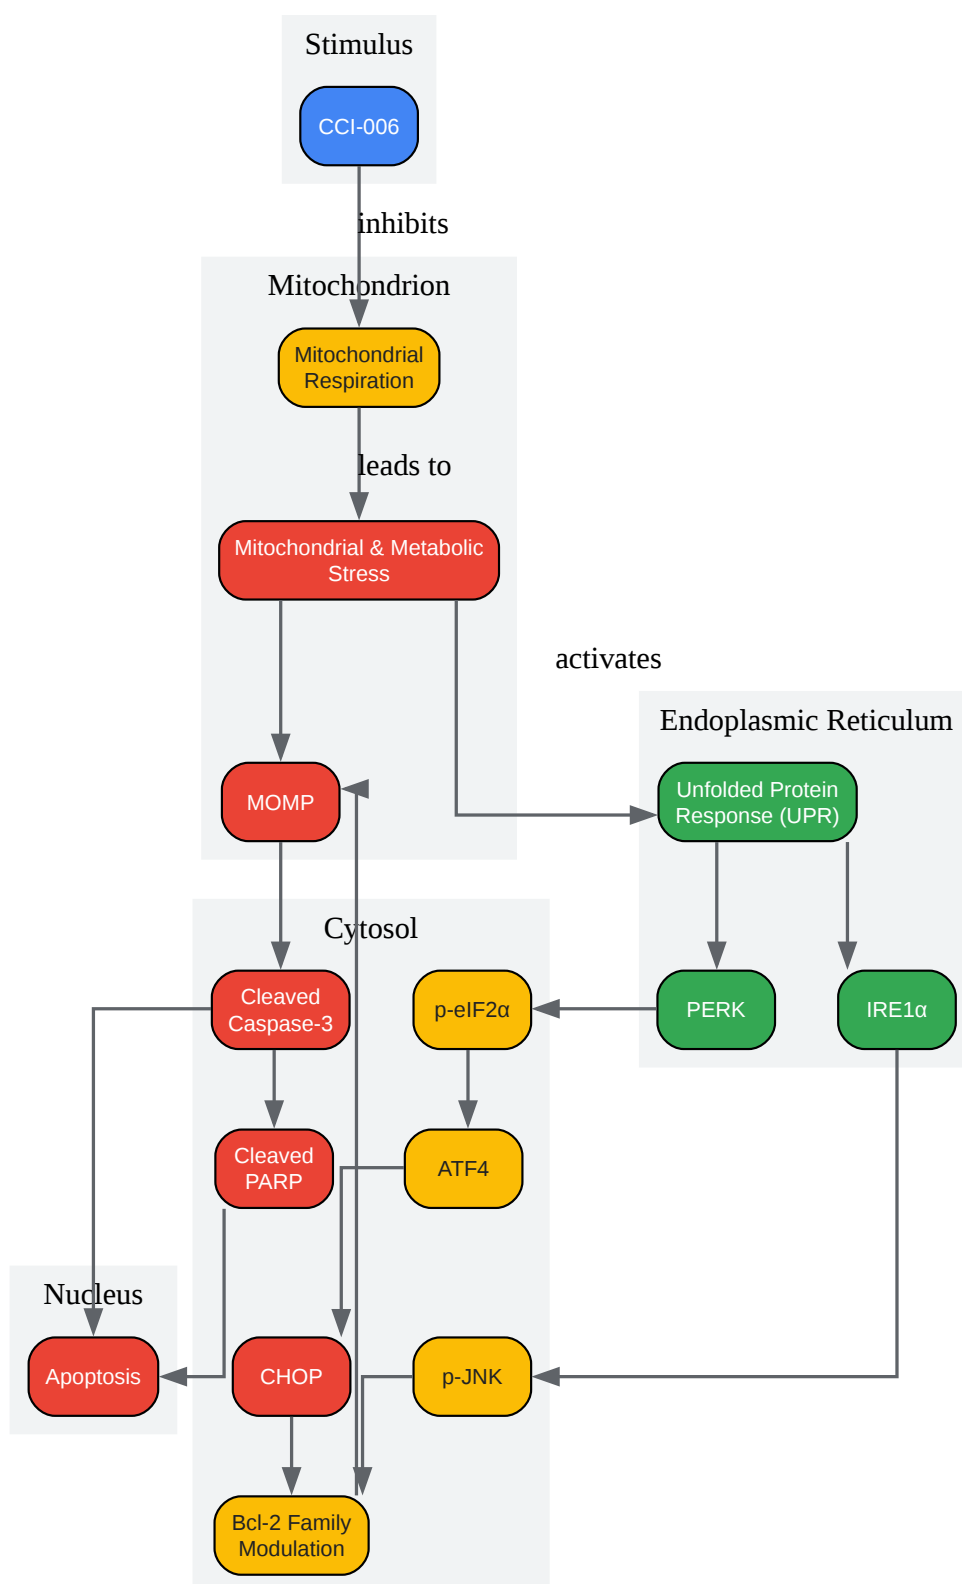 Stimulus
CCI-006
inhibits
Mitochondrion
Mitochondrial
Respiration
leads to
Mitochondrial & Metabolic
Stress
activates
Endoplasmic Reticulum
MOMP
Unfolded Protein
Response (UPR)
Cytosol
Cleaved
Caspase-3
p-eIF2α
PERK
IRE1α
Cleaved
PARP
ATF4
Nucleus
Apoptosis
CHOP
p-JNK
Bcl-2 Family
Modulation